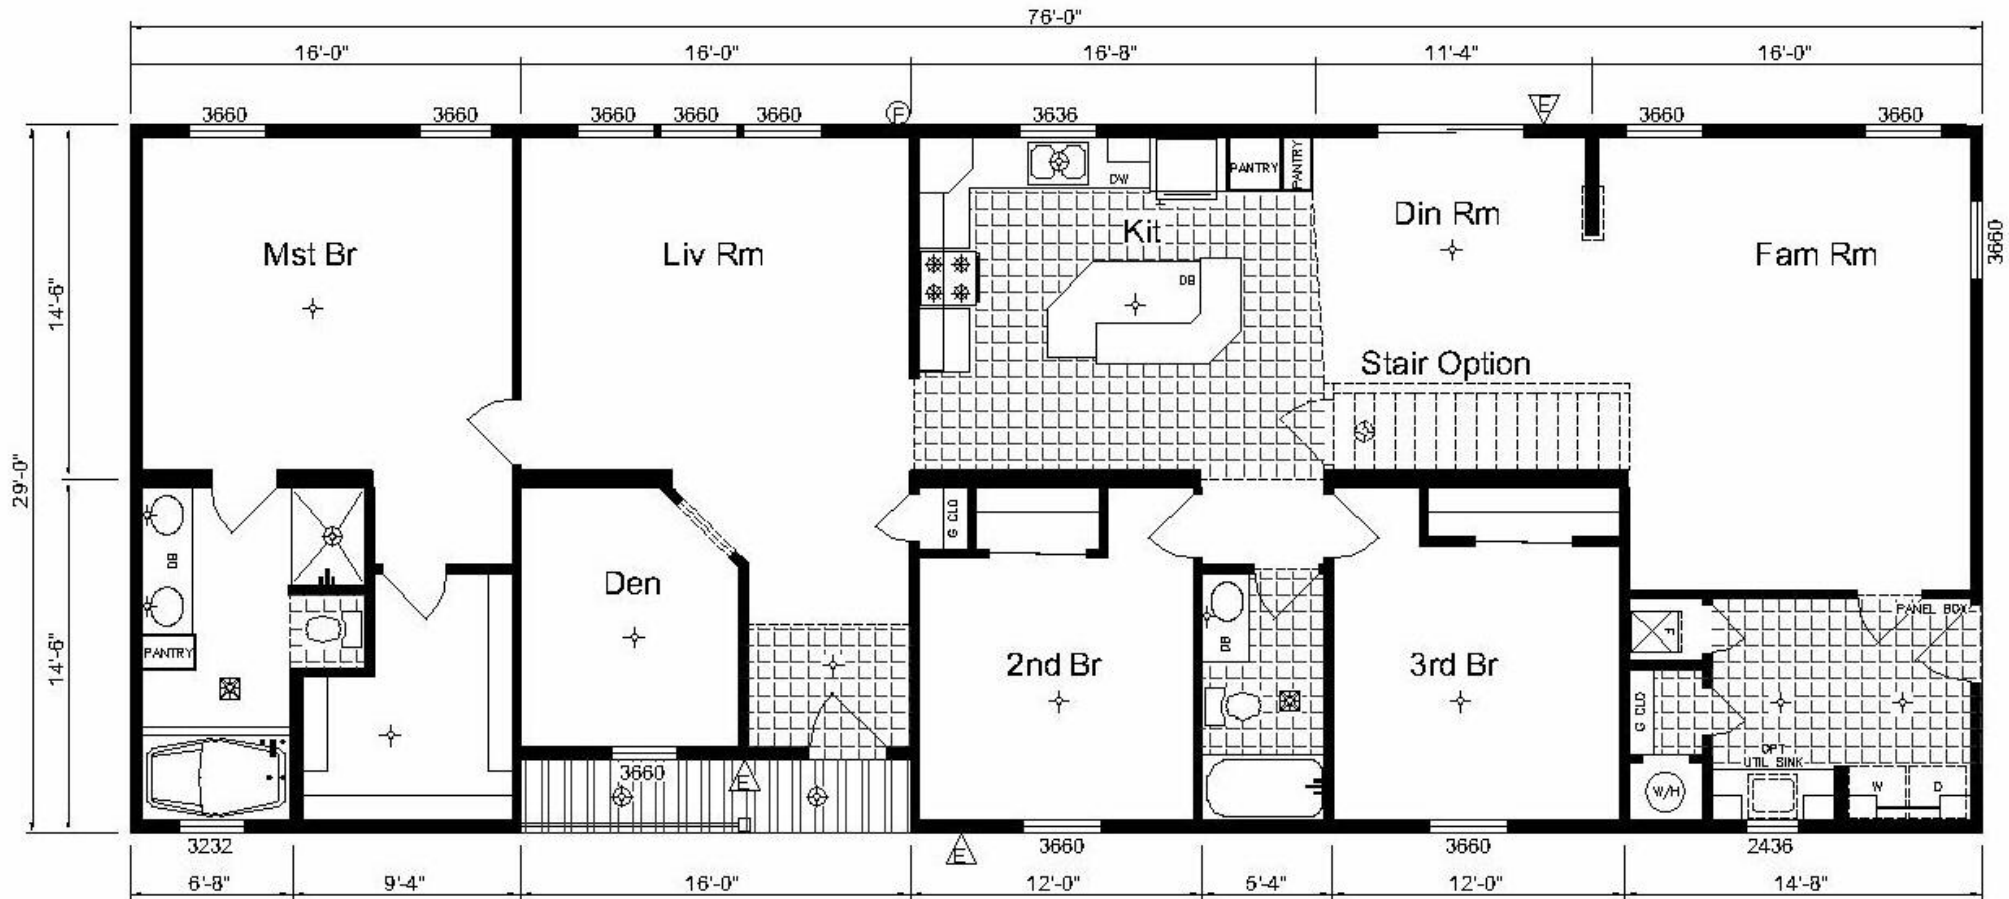 76'-0"
16'-0"
16'-0"
16'-8"
11'-4"
16'-0"
3660
3660
3660
3660
3660
F
3636
E
3660
3660
DW
PANTRY
PANTRY
Mst Br
Liv Rm
Kit
Din Rm
Fam Rm
3660
DB
14'-6"
Stair Option
29'-0"
DB
G CLO
Den
PANTRY
2nd Br
DB
3rd Br
F
PANEL BOX
14'-6"
G CLO
OPT
UTIL SINK
3660
E
W/H
W
D
3232
E
3660
3660
2436
6'-8"
9'-4"
16'-0"
12'-0"
5'-4"
12'-0"
14'-8"